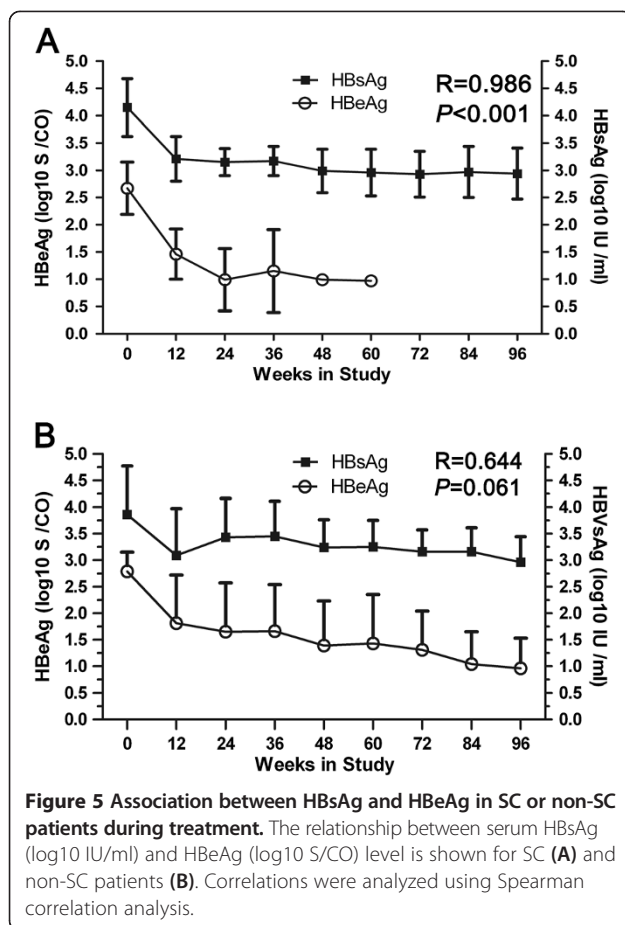 A
HBsAg
HBeAg
R=0.986
P<0.001
5.0
4.5
4.0
3.5
3.0
2.5
2.0
1.5
1.0
0.5
0.0
HBeAg (log10 S /CO)
5.0
4.5
4.0
3.5
3.0
2.5
2.0
1.5
1.0
0.5
0.0
HBsAg (log10 IU /ml)
0 12 24 36 48 60 72 84 96
Weeks in Study
B
HBsAg
HBeAg
R=0.644
P=0.061
5.0
4.5
4.0
3.5
3.0
2.5
2.0
1.5
1.0
0.5
0.0
HBeAg (log10 S /CO)
5.0
4.5
4.0
3.5
3.0
2.5
2.0
1.5
1.0
0.5
0.0
HBVsAg (log10 IU /ml)
0 12 24 36 48 60 72 84 96
Weeks in Study
Figure 5 Association between HBsAg and HBeAg in SC or non-SC
patients during treatment. The relationship between serum HBsAg
(log10 IU/ml) and HBeAg (log10 S/CO) level is shown for SC (A) and
non-SC patients (B). Correlations were analyzed using Spearman
correlation analysis.